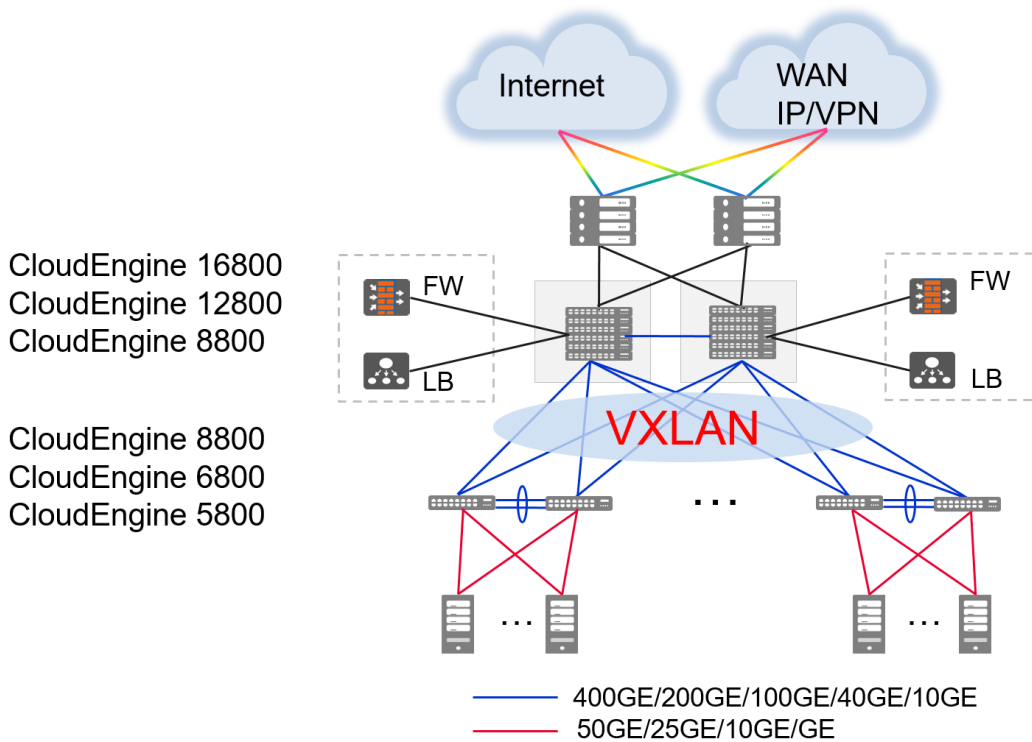 Internet
WAN
IP/VPN
CloudEngine 16800
CloudEngine 12800
CloudEngine 8800
FW
LB
FW
LB
VXLAN
CloudEngine 8800
CloudEngine 6800
CloudEngine 5800
...
... ...
400GE/200GE/100GE/40GE/10GE
50GE/25GE/10GE/GE